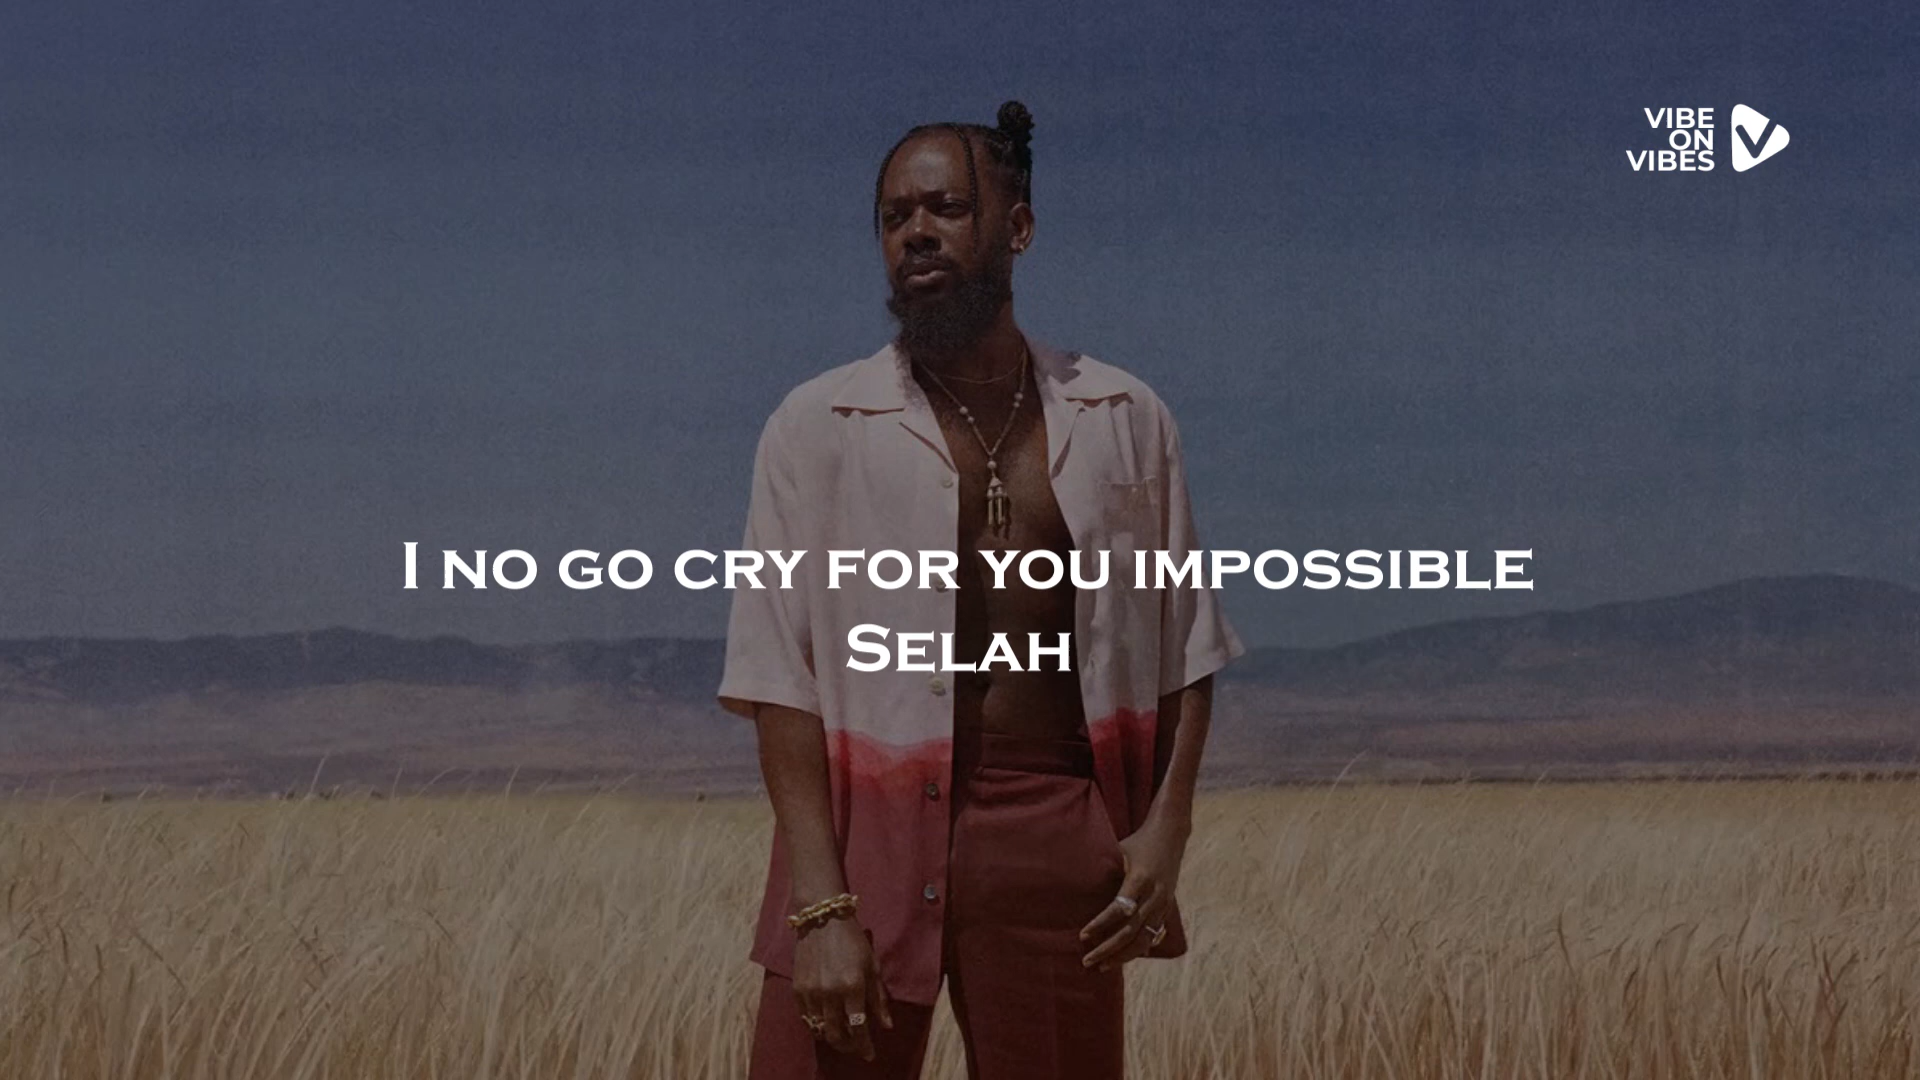 VIBE
ON
VIBES
I NO GO CRY FOR YOU IMPOSSIBLE
SELAH